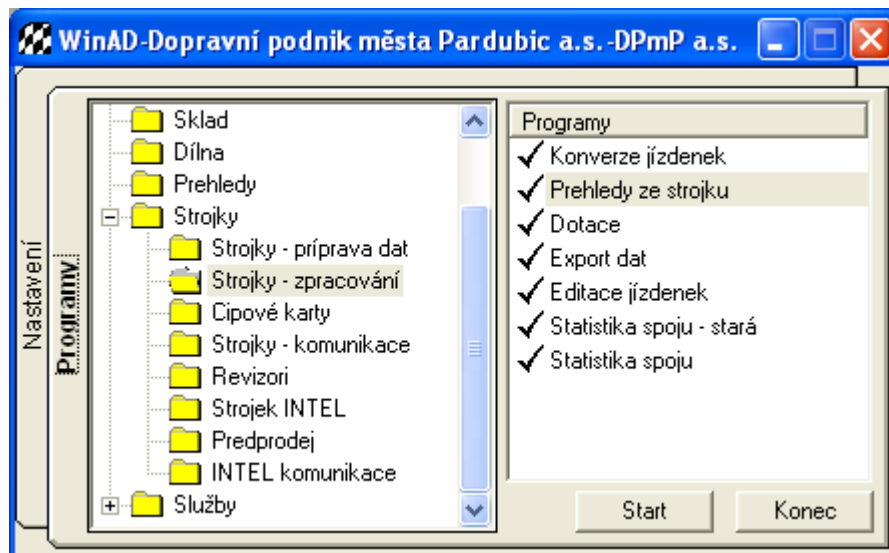 WinAD-Dopravní podnik města Pardubic a.s.-DPmP a.s.
Nastavení
Programy
Sklad
Dílna
Prehledy
Strojky
Strojky - príprava dat
Strojky - zpracování
Cipové karty
Strojky - komunikace
Revizori
Strojek INTEL
Predprodej
INTEL komunikace
Služby
Programy
Konverze jízdenek
Prehledy ze strojku
Dotace
Export dat
Editace jízdenek
Statistika spoju - stará
Statistika spoju
Start
Konec